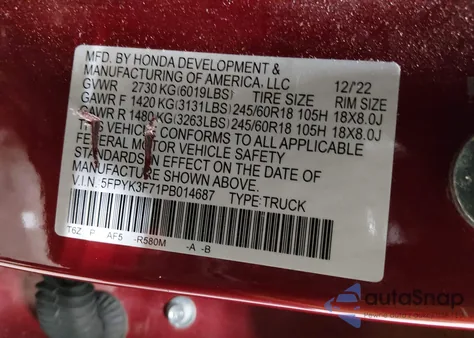 MFD. BY HONDA DEVELOPMENT &
MANUFACTURING OF AMERICA, LLC 12/'22
GVWR 2730 KG(6019LBS) TIRE SIZE RIM SIZE
GAWR F 1420 KG(3131LBS) 245/60R18 105H 18X8.0J
GAWR R 1480 KG(3263LBS) 245/60R18 105H 18X8.0J
THIS VEHICLE CONFORMS TO ALL APPLICABLE
FEDERAL MOTOR VEHICLE SAFETY
STANDARDS IN EFFECT ON THE DATE OF
MANUFACTURE SHOWN ABOVE.
V.I.N. 5FPYK3F71PB014687 TYPE:TRUCK
T6Z P AF5 -R580M -A -B
autoSnap